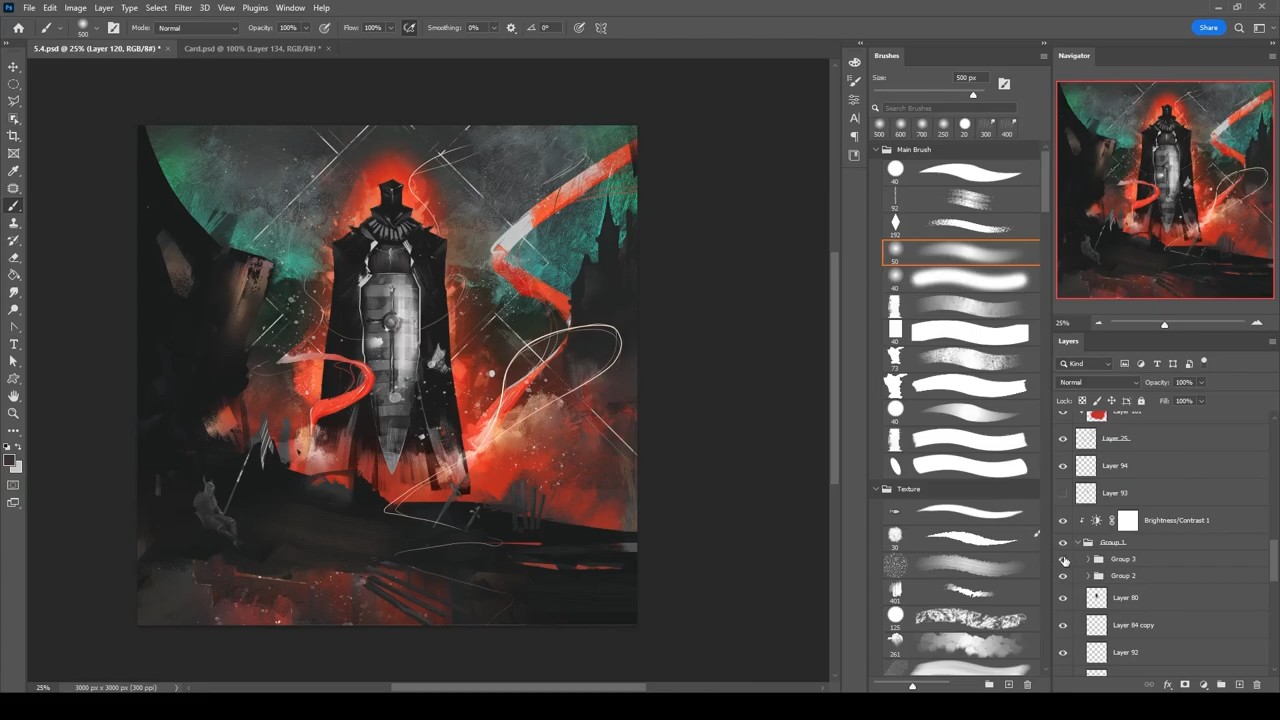 Ps File Edit Image Layer Type Select Filter 3D View Plugins Window Help
500 Mode: Normal Opacity: 100% Flow: 100% Smoothing: 0% 0° Share
5.4.psd @ 25% (Layer 120, RGB/8#) * × Card.psd @ 100% (Layer 134, RGB/8#) * ×
Brushes
Size: 500 px
Search Brushes
500 600 700 250 20 300 400
Main Brush
40
92
192
50
40
40
73
40
Texture
30
401
125
261
Navigator
25%
Layers
Kind
Normal Opacity: 100%
Lock: Fill: 100%
Layer 25
Layer 94
Layer 93
Brightness/Contrast 1
Group 1
Group 3
Group 2
Layer 80
Layer 84 copy
Layer 92
25% 3000 px x 3000 px (300 ppi)